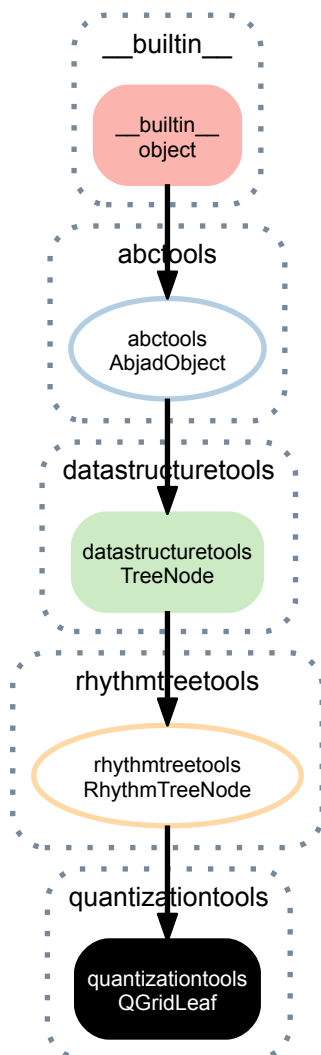 __builtin__
__builtin__
object
abctools
abctools
AbjadObject
datastructuretools
datastructuretools
TreeNode
rhythmtreetools
rhythmtreetools
RhythmTreeNode
quantizationtools
quantizationtools
QGridLeaf